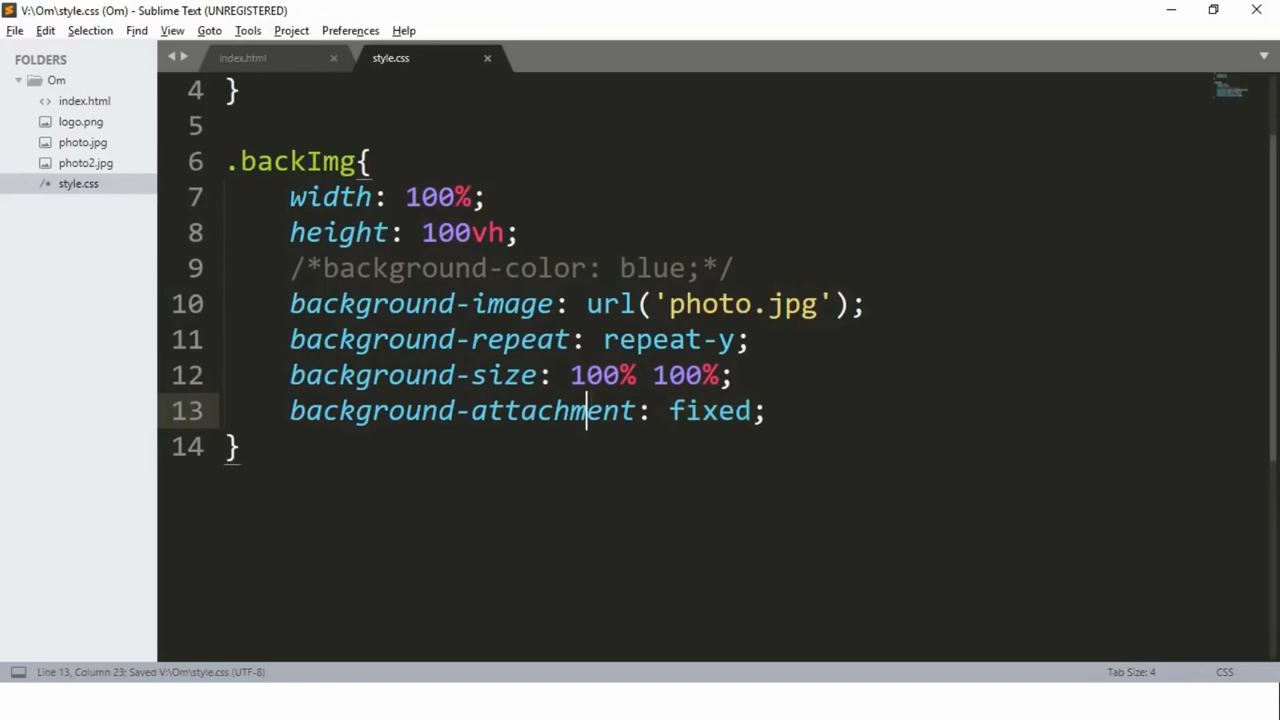 V:\Om\style.css (Om) - Sublime Text (UNREGISTERED)
File Edit Selection Find View Goto Tools Project Preferences Help
FOLDERS
Om
index.html
logo.png
photo.jpg
photo2.jpg
style.css
index.html style.css
4 }
5
6 .backImg{
7 width: 100%;
8 height: 100vh;
9 /*background-color: blue;*/
10 background-image: url('photo.jpg');
11 background-repeat: repeat-y;
12 background-size: 100% 100%;
13 background-attachment: fixed;
14 }
Line 13, Column 23; Saved V:\Om\style.css (UTF-8) Tab Size: 4 CSS